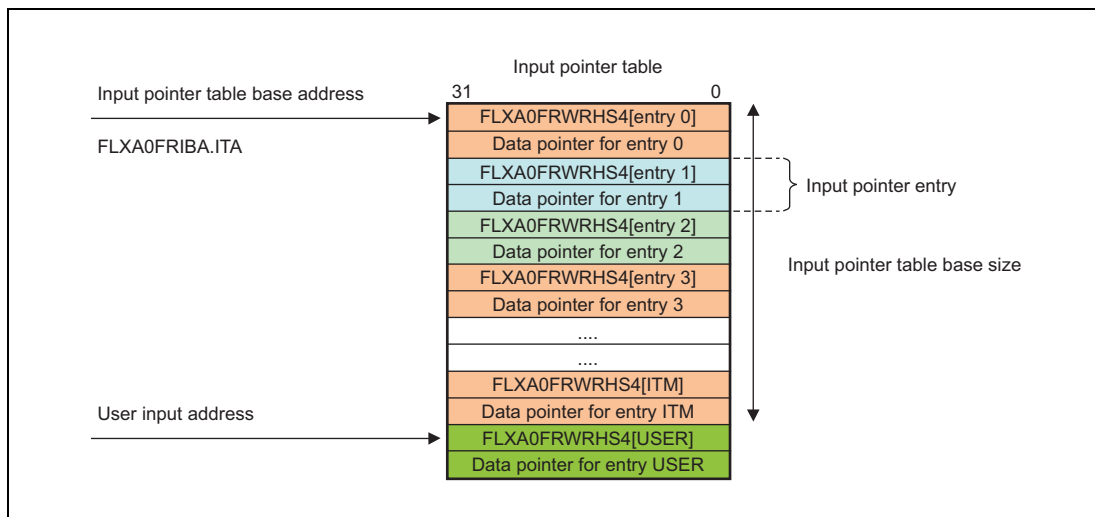 Input pointer table
31 0
Input pointer table base address
FLXA0FRIBA.ITA
FLXA0FRWRHS4[entry 0]
Data pointer for entry 0
FLXA0FRWRHS4[entry 1]
Data pointer for entry 1
Input pointer entry
FLXA0FRWRHS4[entry 2]
Data pointer for entry 2
Input pointer table base size
FLXA0FRWRHS4[entry 3]
Data pointer for entry 3
....
....
FLXA0FRWRHS4[ITM]
Data pointer for entry ITM
User input address
FLXA0FRWRHS4[USER]
Data pointer for entry USER